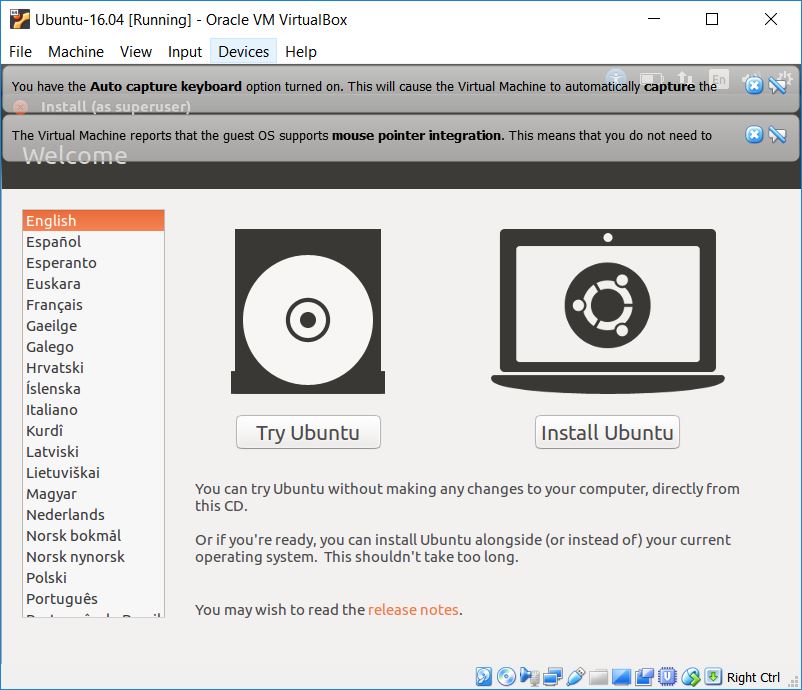 Ubuntu-16.04 [Running] - Oracle VM VirtualBox
File Machine View Input Devices Help
En
You have the Auto capture keyboard option turned on. This will cause the Virtual Machine to automatically capture the
Install (as superuser)
The Virtual Machine reports that the guest OS supports mouse pointer integration. This means that you do not need to
Welcome
English
Español
Esperanto
Euskara
Français
Gaeilge
Galego
Hrvatski
Íslenska
Italiano
Kurdî
Latviski
Lietuviškai
Magyar
Nederlands
Norsk bokmål
Norsk nynorsk
Polski
Português
Try Ubuntu
Install Ubuntu
You can try Ubuntu without making any changes to your computer, directly from
this CD.
Or if you're ready, you can install Ubuntu alongside (or instead of) your current
operating system. This shouldn't take too long.
You may wish to read the release notes.
Right Ctrl